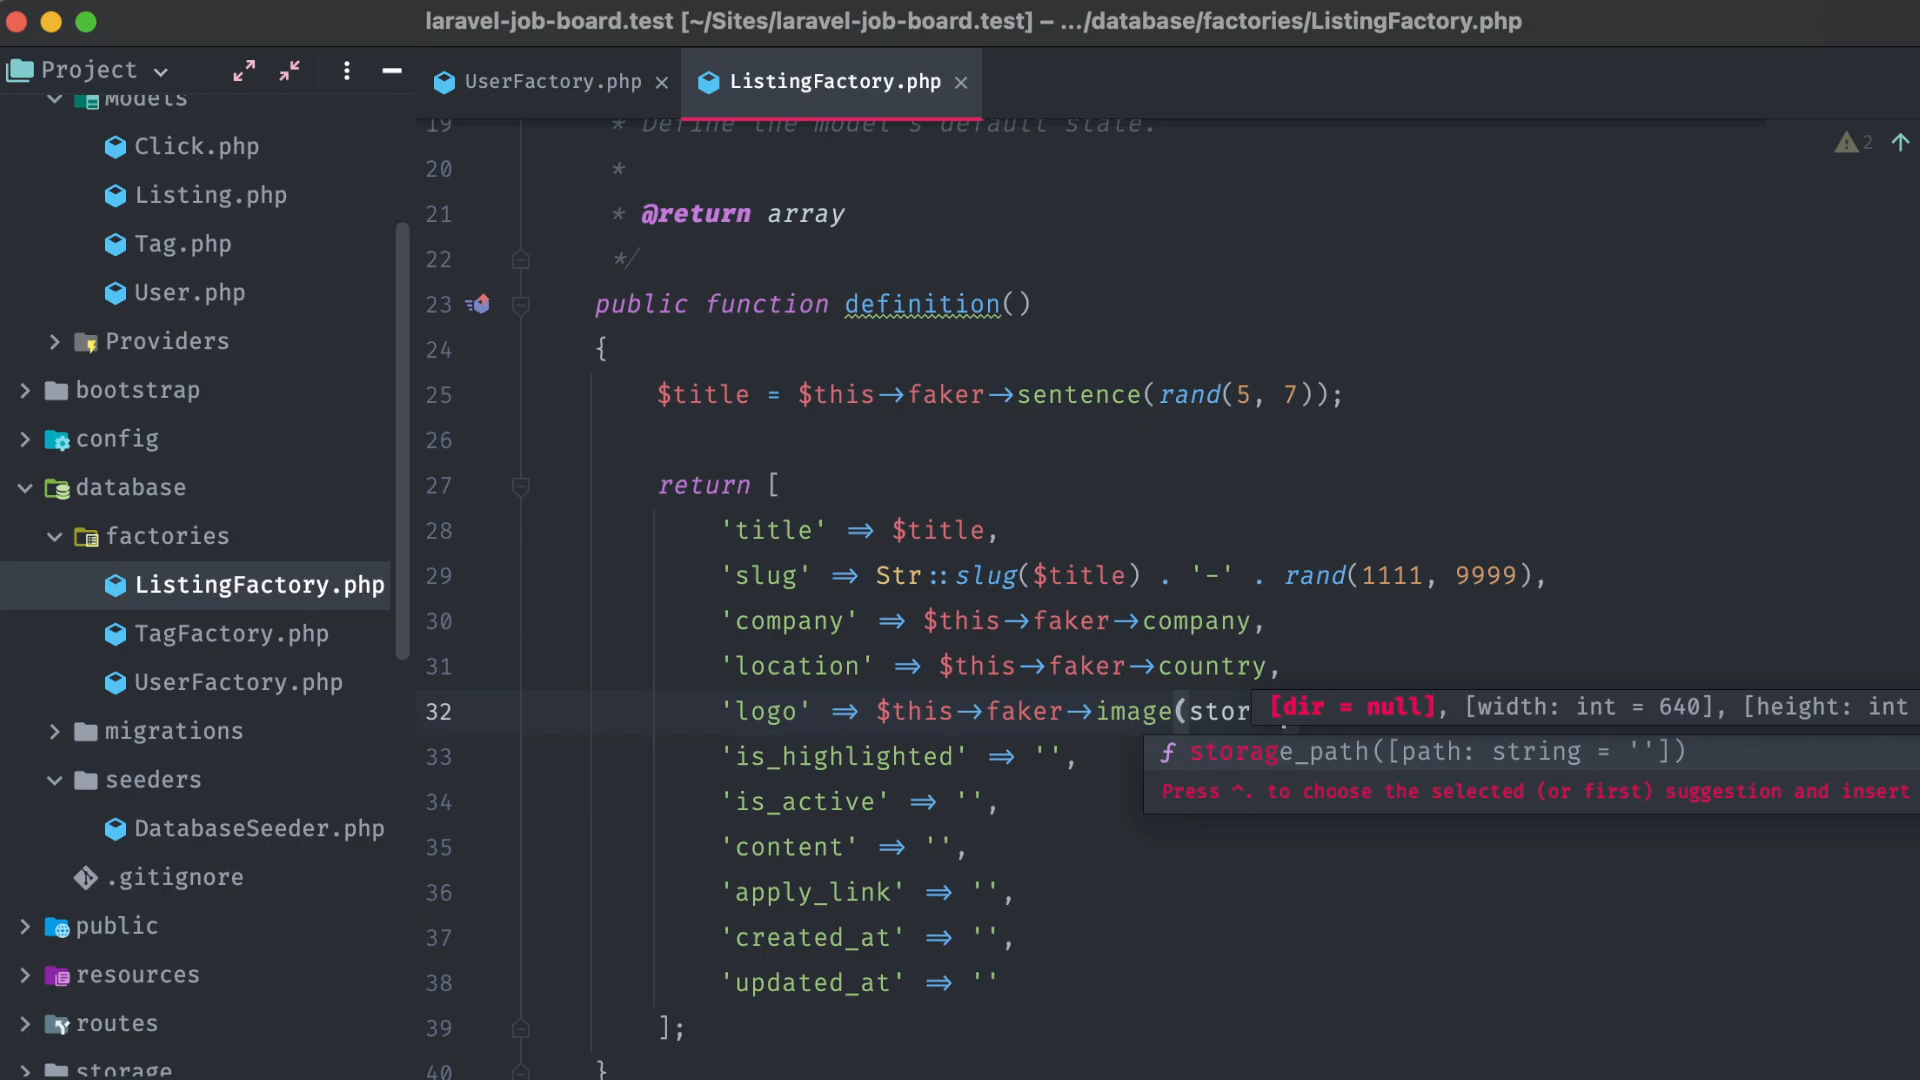 laravel-job-board.test [~/Sites/laravel-job-board.test] – .../database/factories/ListingFactory.php
Project
UserFactory.php
ListingFactory.php
Models
Click.php
Listing.php
Tag.php
User.php
Providers
bootstrap
config
database
factories
ListingFactory.php
TagFactory.php
UserFactory.php
migrations
seeders
DatabaseSeeder.php
.gitignore
public
resources
routes
storage
2
19 * Define the model's default state.
20 *
21 * @return array
22 */
23 public function definition()
24 {
25 $title = $this->faker->sentence(rand(5, 7));
26
27 return [
28 'title' => $title,
29 'slug' => Str::slug($title) . '-' . rand(1111, 9999),
30 'company' => $this->faker->company,
31 'location' => $this->faker->country,
32 'logo' => $this->faker->image(stor
[dir = null], [width: int = 640], [height: int
33 'is_highlighted' => '',
storage_path([path: string = ''])
Press ^. to choose the selected (or first) suggestion and insert
34 'is_active' => '',
35 'content' => '',
36 'apply_link' => '',
37 'created_at' => '',
38 'updated_at' => ''
39 ];
40 }